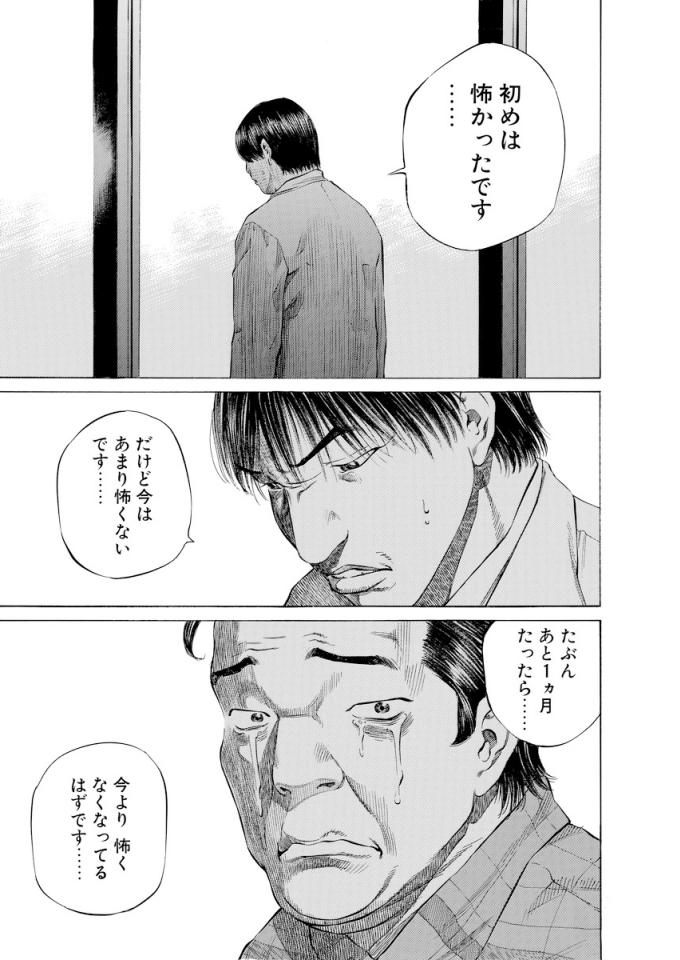 初めは
怖かったです
……
だけど今は
あまり怖くない
です……
たぶん
あと1ヵ月
たったら……
今より 怖く
なくなってる
はずです……